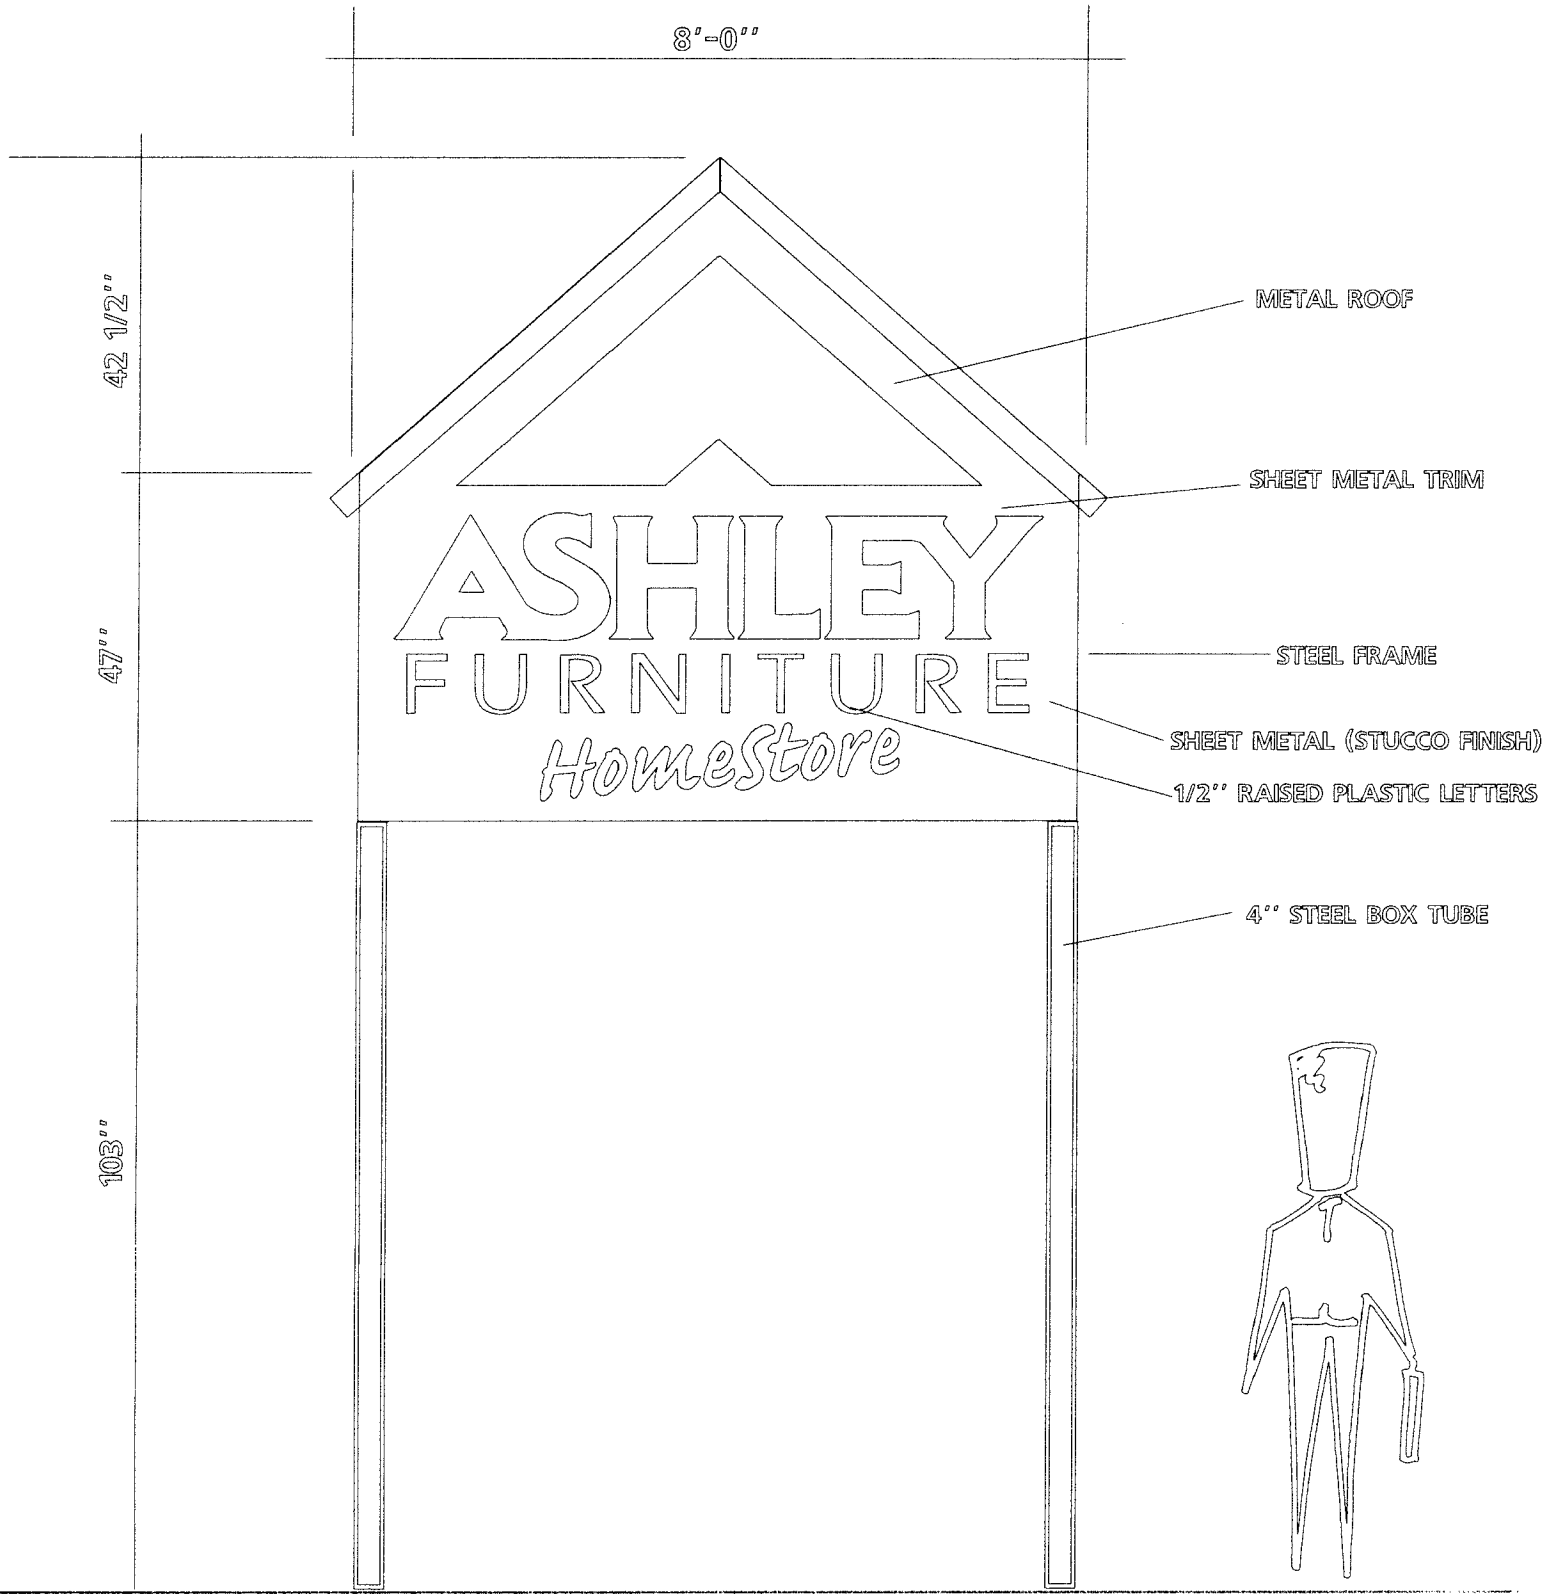 8'-0''
42 1/2''
METAL ROOF
SHEET METAL TRIM
ASHLEY
FURNITURE
HomeStore
47''
STEEL FRAME
SHEET METAL (STUCCO FINISH)
1/2'' RAISED PLASTIC LETTERS
4'' STEEL BOX TUBE
103''